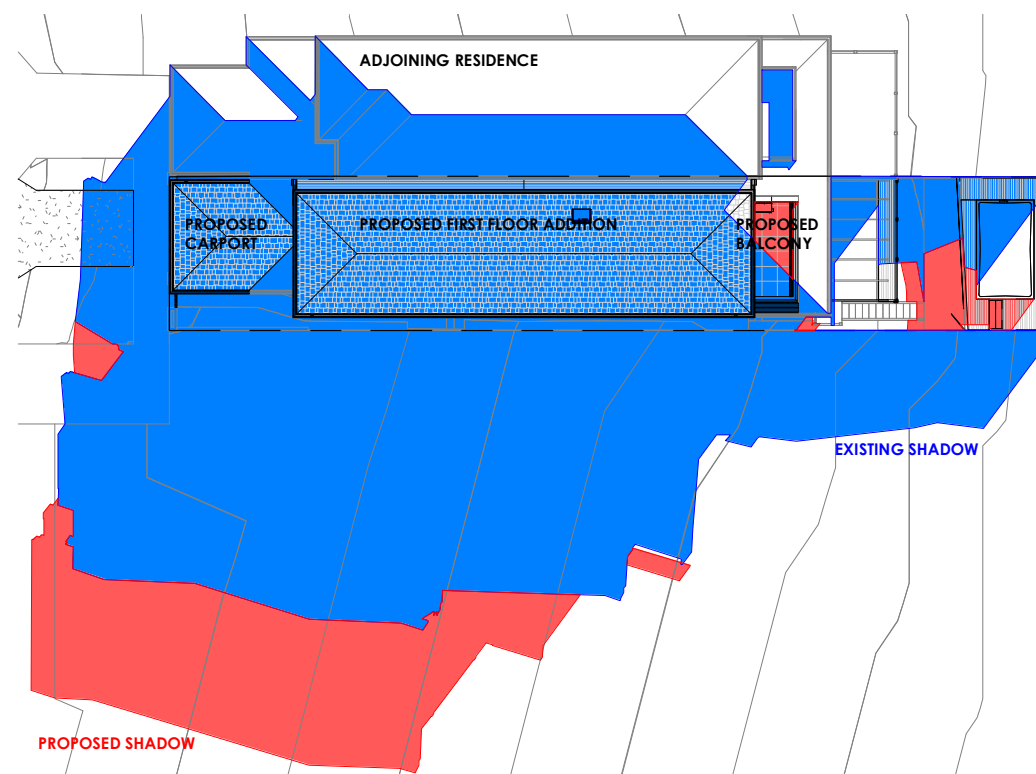 ADJOINING RESIDENCE
PROPOSED
CARPORT
PROPOSED FIRST FLOOR ADDITION
PROPOSED
BALCONY
EXISTING SHADOW
PROPOSED SHADOW